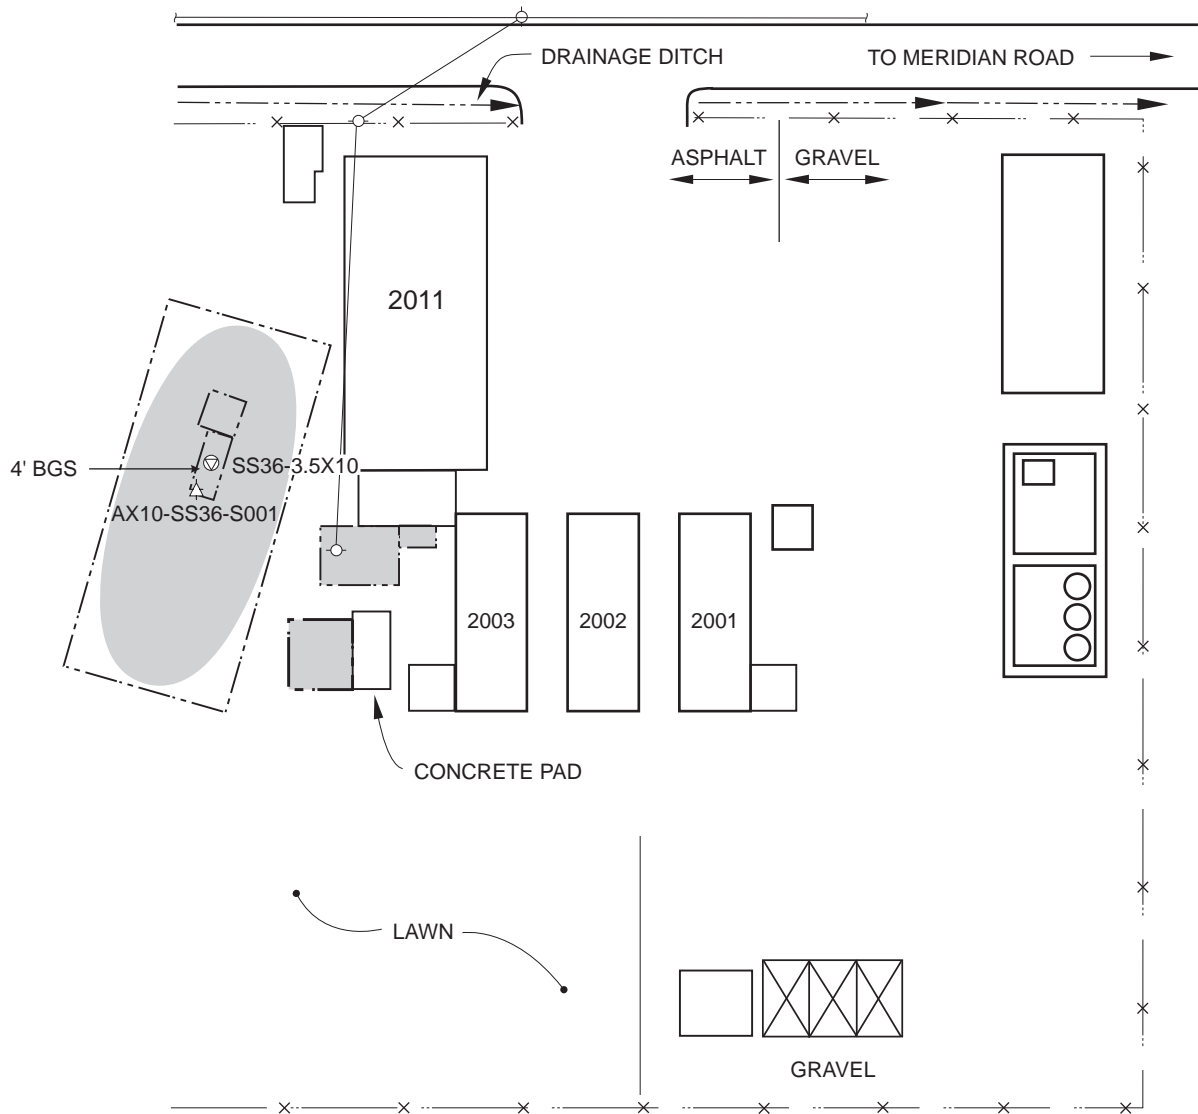 DRAINAGE DITCH
TO MERIDIAN ROAD
ASPHALT
GRAVEL
2011
4' BGS
SS36-3.5X10
AX10-SS36-S001
2003
2002
2001
CONCRETE PAD
LAWN
GRAVEL